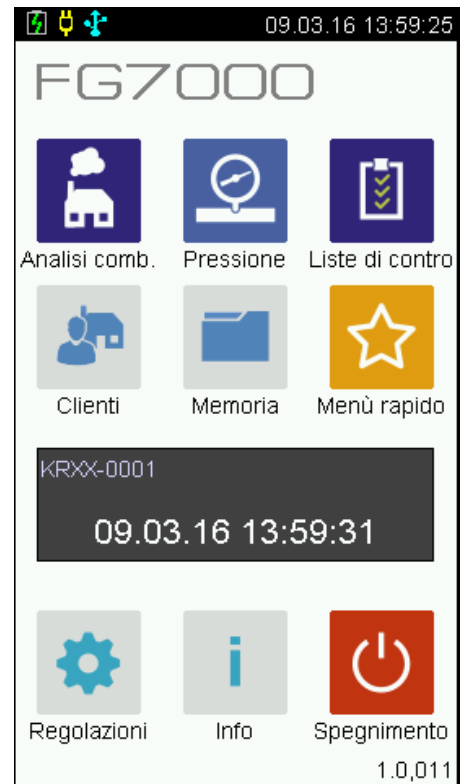 09.03.16 13:59:25
FG7000
Analisi comb. Pressione Liste di contro
Clienti Memoria Menù rapido
KRXX-0001
09.03.16 13:59:31
Regolazioni Info Spegnimento
1.0,011